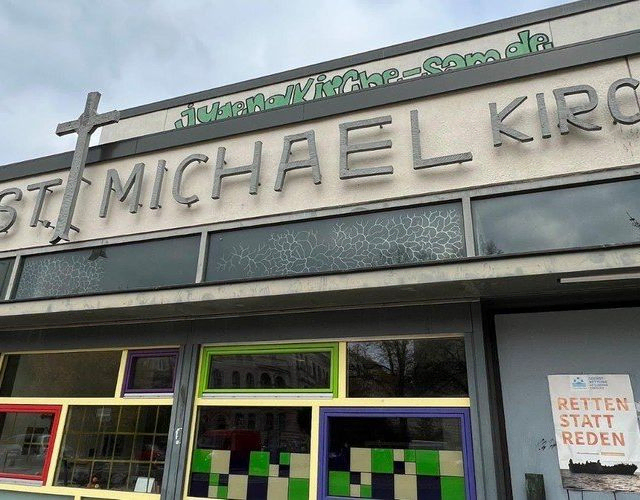 jugendkirche-sam.de
ST. MICHAEL KIRC
RETTEN
STATT
REDEN